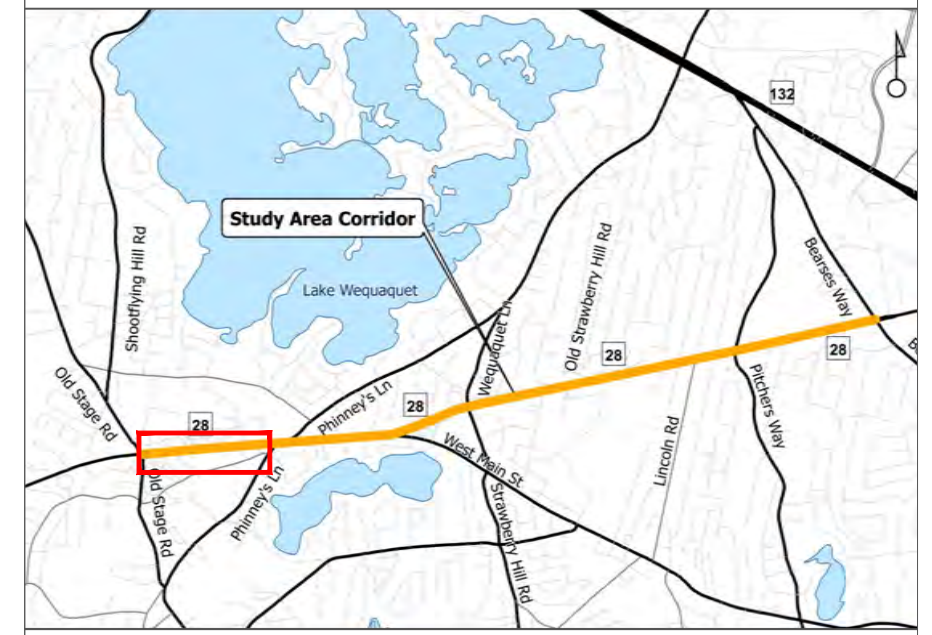 132
Study Area Corridor
Shootflying Hill Rd
Lake Wequaquet
Bearses Way
Old Strawberry Hill Rd
Wequaquet Ln
28
28
Old Stage Rd
Phinney's Ln
28
28
Pitchers Way
Lincoln Rd
West Main St
Old Stage Rd
Phinney's Ln
Strawberry Hill Rd